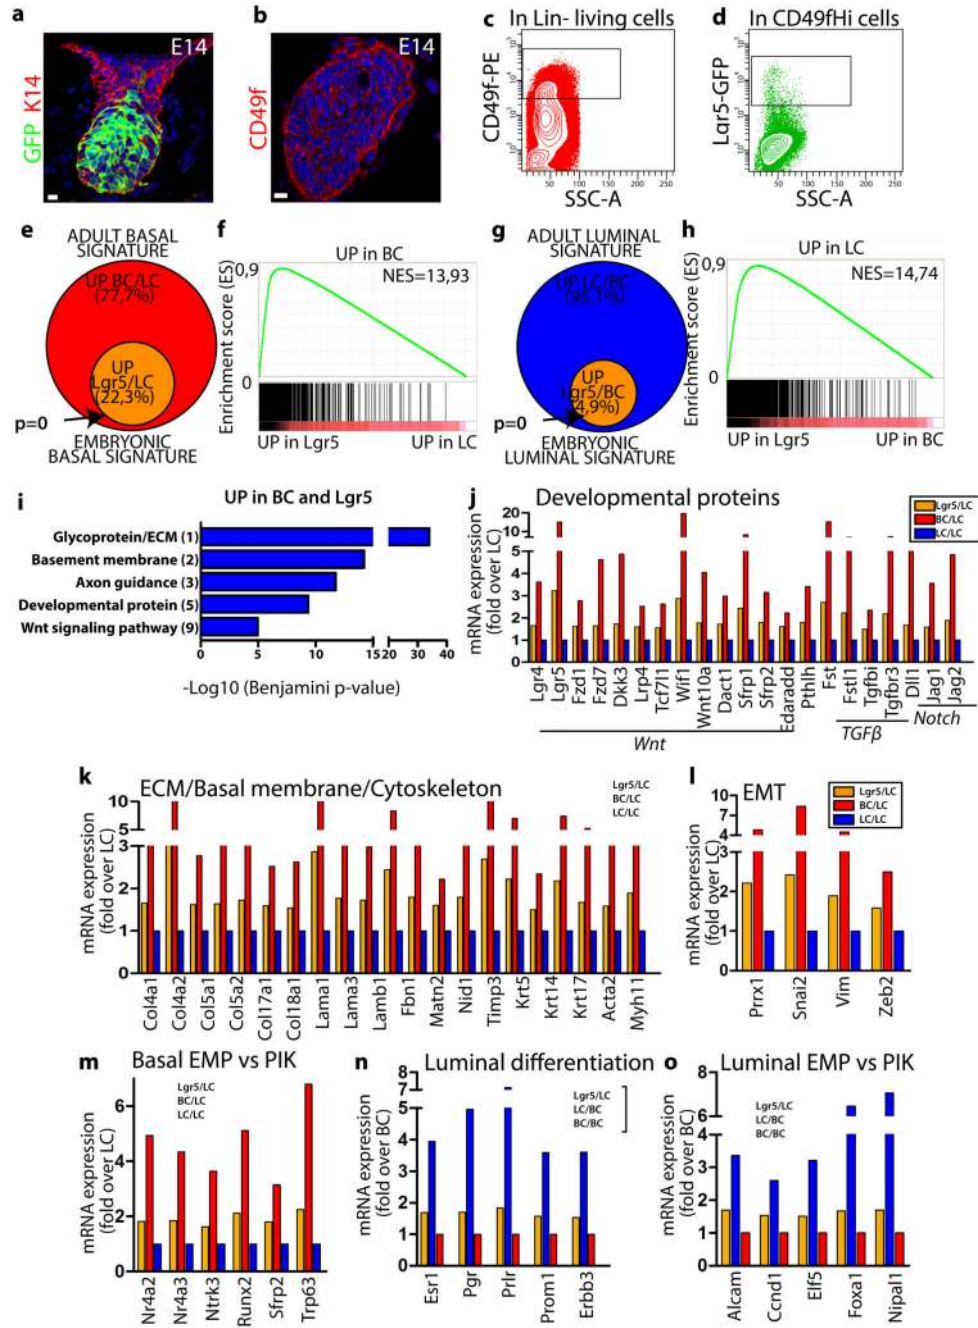 a
E14
GFP K14
b
E14
CD49f
c
In Lin- living cells
CD49f-PE
50 100 150 200 250
SSC-A
d
In CD49fHi cells
Lgr5-GFP
50 100 150 200 250
SSC-A
e
ADULT BASAL
SIGNATURE
UP BC/LC
(77,7%)
UP
Lgr5/LC
(22,3%)
p=0
EMBRYONIC
BASAL SIGNATURE
f
UP in BC
Enrichment score (ES)
0,9
NES=13,93
0
UP in Lgr5 UP in LC
g
ADULT LUMINAL
SIGNATURE
UP LC/BC
(95,1%)
UP
Lgr5/BC
(4,9%)
p=0
EMBRYONIC
LUMINAL SIGNATURE
h
UP in LC
Enrichment score (ES)
0,9
NES=14,74
0
UP in Lgr5 UP in BC
i
UP in BC and Lgr5
Glycoprotein/ECM (1)
Basement membrane (2)
Axon guidance (3)
Developmental protein (5)
Wnt signaling pathway (9)
0 5 10 15 20 30 40
-Log10 (Benjamini p-value)
j
Developmental proteins
Lgr5/LC
BC/LC
LC/LC
mRNA expression
(fold over LC)
20
10
5
4
3
2
1
0
Lgr4 Lgr5 Fzd1 Fzd7 Dkk3 Lrp4 Tcf7l1 Wif1 Wnt10a Dact1 Sfrp1 Sfrp2 Edaradd Pthlh Fst Fstl1 Tgfbi Tgfbr3 Dll1 Jag1 Jag2
Wnt
TGFβ
Notch
k
ECM/Basal membrane/Cytoskeleton
Lgr5/LC
BC/LC
LC/LC
mRNA expression
(fold over LC)
10
5
3
2
1
0
Col4a1 Col4a2 Col5a1 Col5a2 Col17a1 Col18a1 Lama1 Lama3 Lamb1 Fbn1 Matn2 Nid1 Timp3 Krt5 Krt14 Krt17 Acta2 Myh11
l
EMT
Lgr5/LC
BC/LC
LC/LC
mRNA expression
(fold over LC)
10
8
6
4
3
2
1
0
Prrx1 Snai2 Vim Zeb2
m
Basal EMP vs PIK
Lgr5/LC
BC/LC
LC/LC
mRNA expression
(fold over LC)
6
4
2
0
Nr4a2 Nr4a3 Ntrk3 Runx2 Sfrp2 Trp63
n
Luminal differentiation
Lgr5/LC
LC/BC
BC/BC
mRNA expression
(fold over BC)
8
7
5
4
3
2
1
0
Esr1 Pgr Prlr Prom1 Erbb3
o
Luminal EMP vs PIK
Lgr5/LC
LC/BC
BC/BC
mRNA expression
(fold over BC)
8
6
4
3
2
1
0
Alcam Ccnd1 Elf5 Foxa1 Nipal1